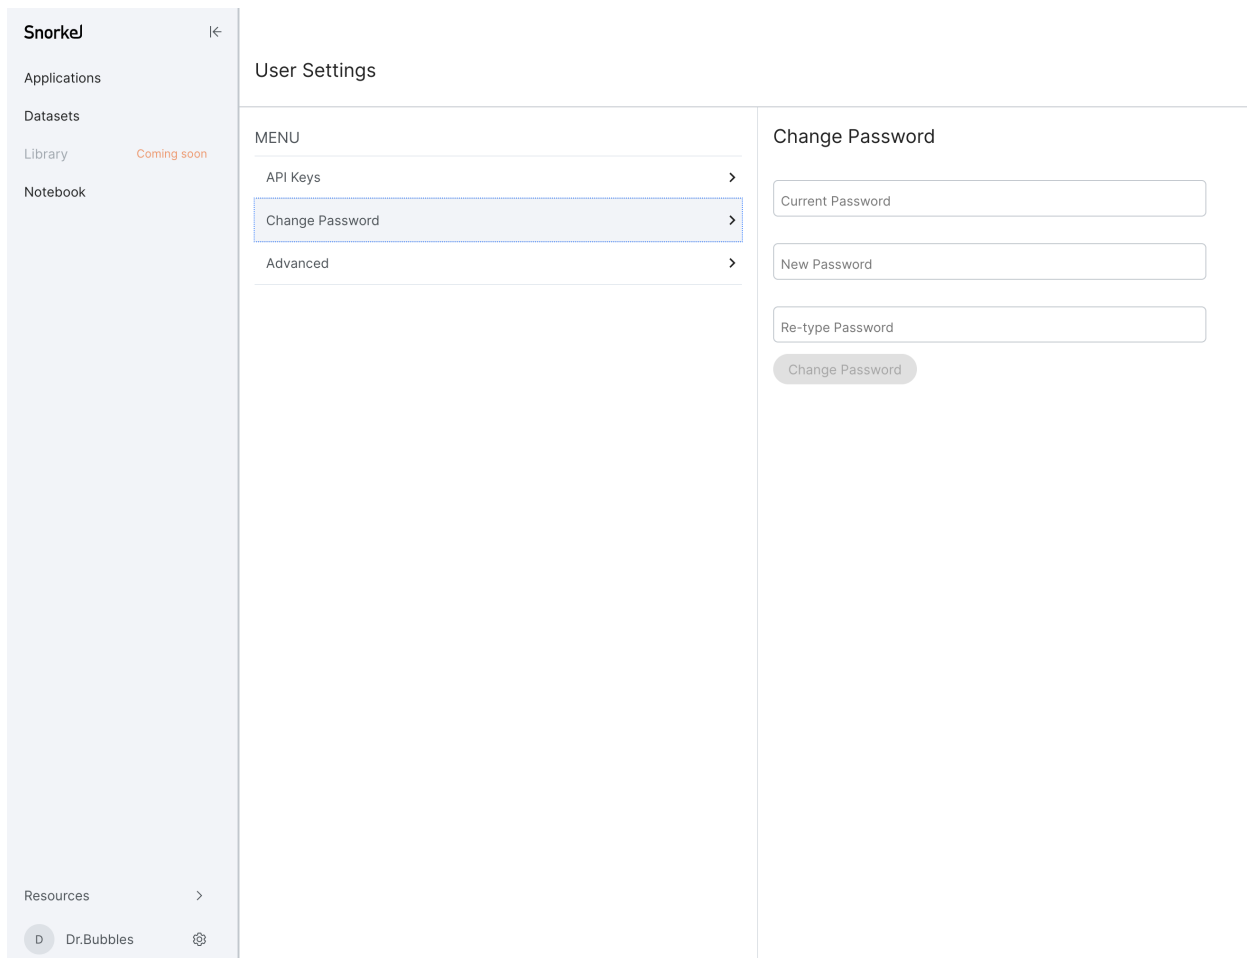 Snorkel
Applications
Datasets
Library Coming soon
Notebook
Resources
D Dr.Bubbles
User Settings
MENU
API Keys
Change Password
Advanced
Change Password
Current Password
New Password
Re-type Password
Change Password